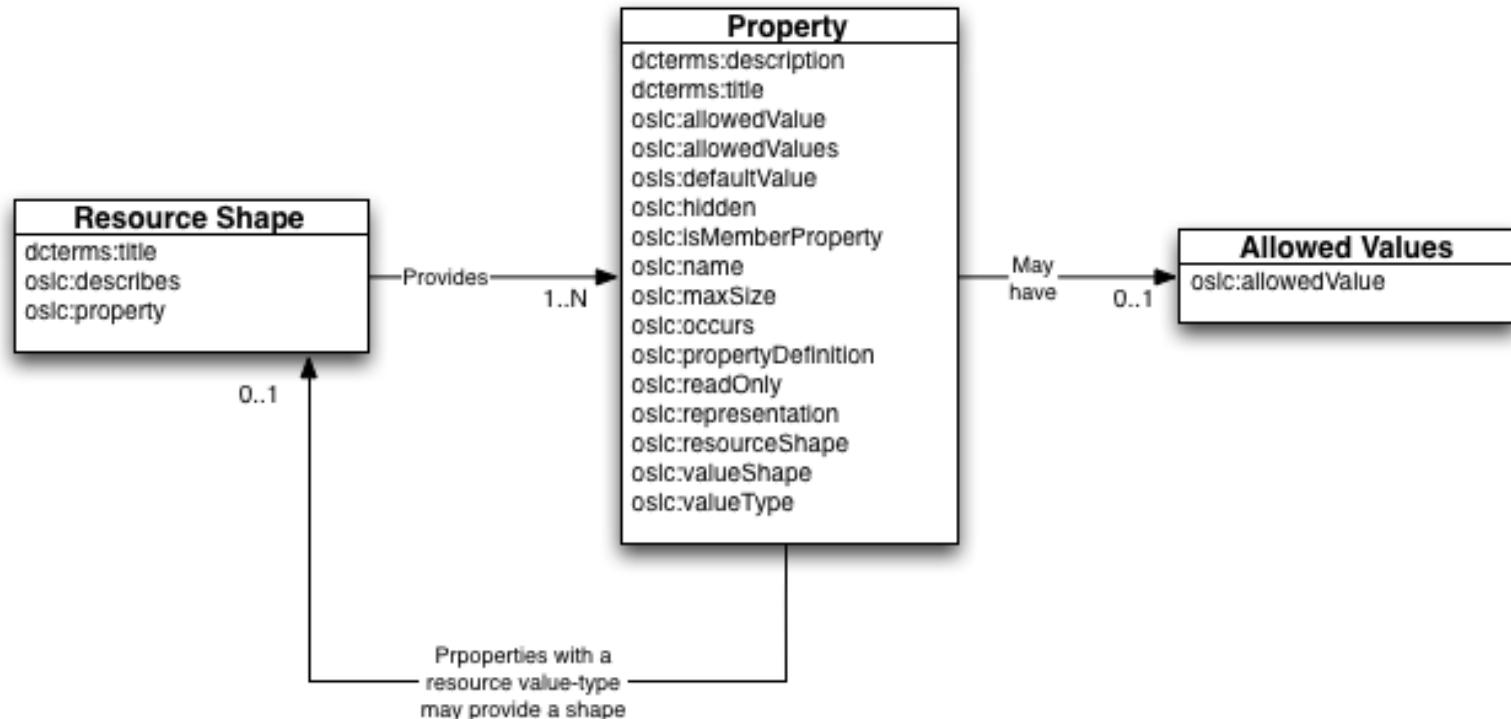 Property
dcterms:description
dcterms:title
oslc:allowedValue
oslc:allowedValues
osls:defaultValue
oslc:hidden
oslc:isMemberProperty
oslc:name
oslc:maxSize
oslc:occurs
oslc:propertyDefinition
oslc:readOnly
oslc:representation
oslc:resourceShape
oslc:valueShape
oslc:valueType
Resource Shape
dcterms:title
oslc:describes
oslc:property
Provides
1..N
May
have
0..1
Allowed Values
oslc:allowedValue
0..1
Prpoperties with a
resource value-type
may provide a shape